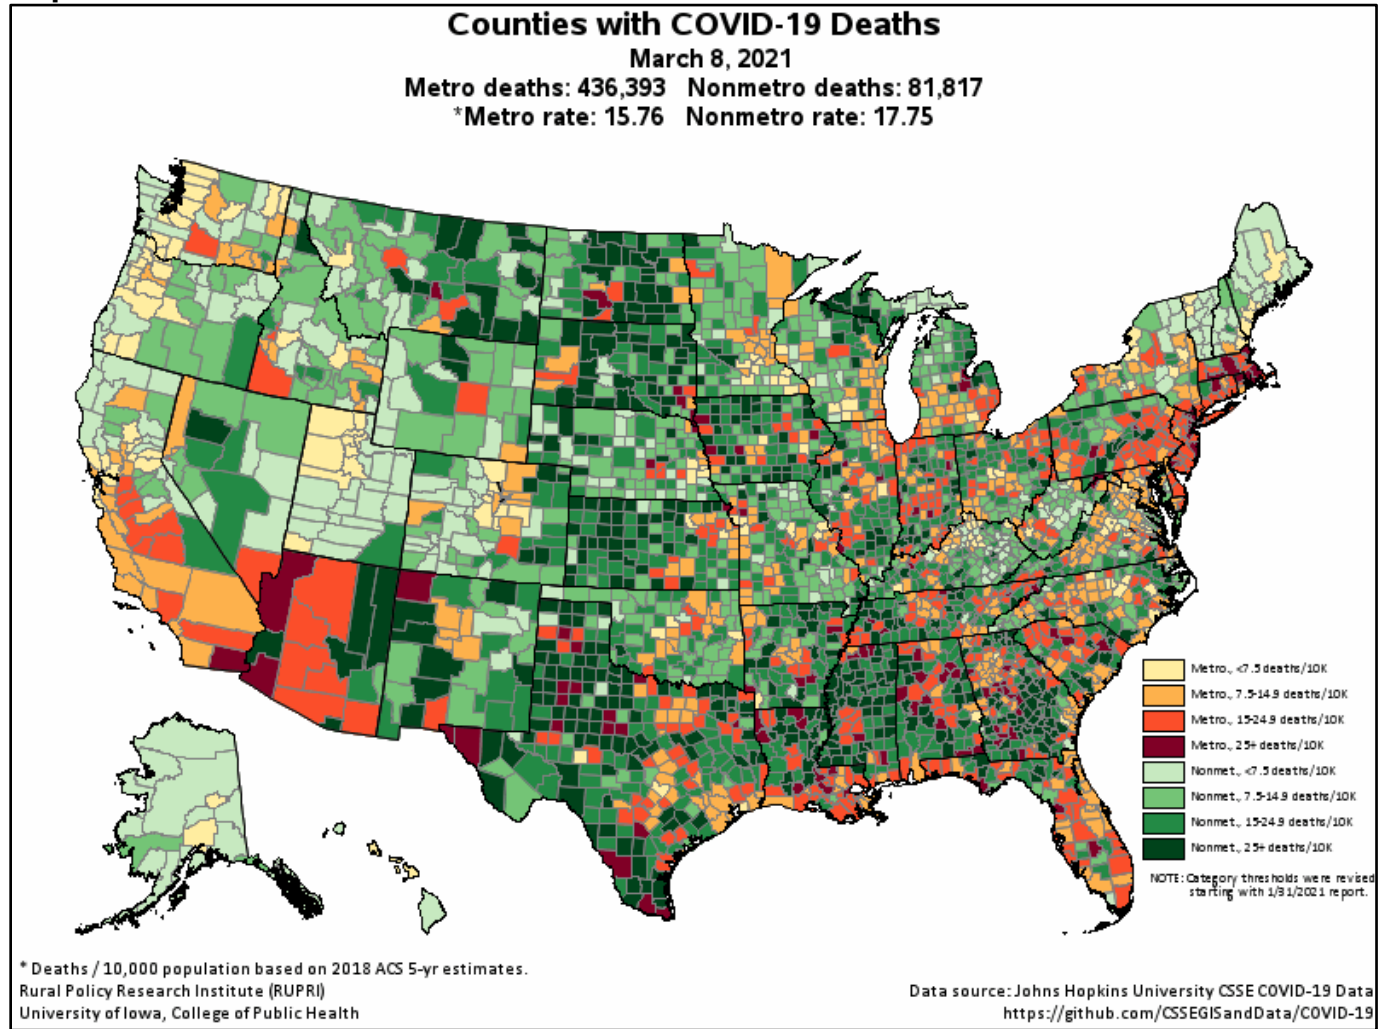 Counties with COVID-19 Deaths
March 8, 2021
Metro deaths: 436,393 Nonmetro deaths: 81,817
*Metro rate: 15.76 Nonmetro rate: 17.75
Metro., <7.5 deaths/10K
Metro., 7.5-14.9 deaths/10K
Metro., 15-24.9 deaths/10K
Metro., 25+ deaths/10K
Nonmet., <7.5 deaths/10K
Nonmet., 7.5-14.9 deaths/10K
Nonmet., 15-24.9 deaths/10K
Nonmet., 25+ deaths/10K
NOTE: Category thresholds were revised
starting with 1/31/2021 report.
* Deaths / 10,000 population based on 2018 ACS 5-yr estimates.
Rural Policy Research Institute (RUPRI)
University of Iowa, College of Public Health
Data source: Johns Hopkins University CSSE COVID-19 Data
https://github.com/CSSEGISandData/COVID-19